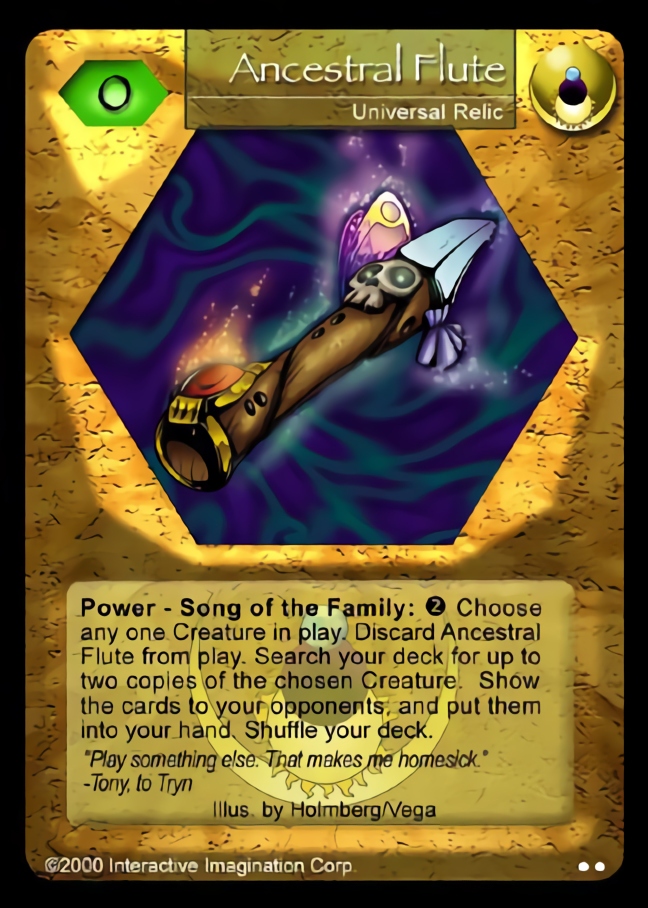 Ancestral Flute
0
Universal Relic
Power - Song of the Family: ❷ Choose
any one Creature in play. Discard Ancestral
Flute from play. Search your deck for up to
two copies of the chosen Creature. Show
the cards to your opponents, and put them
into your hand. Shuffle your deck.
"Play something else. That makes me homesick."
-Tony, to Tryn
Illus. by Holmberg/Vega
©2000 Interactive Imagination Corp.